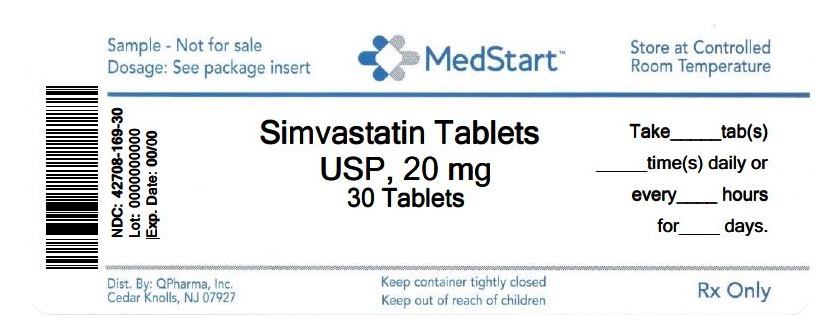 Sample - Not for sale
Dosage: See package insert
MedStart™
Store at Controlled
Room Temperature
NDC: 42708-169-30
Lot: 0000000000
Exp. Date: 00/00
Simvastatin Tablets
USP, 20 mg
30 Tablets
Take_____tab(s)
_____time(s) daily or
every____ hours
for____ days.
Dist. By: QPharma, Inc.
Cedar Knolls, NJ 07927
Keep container tightly closed
Keep out of reach of children
Rx Only